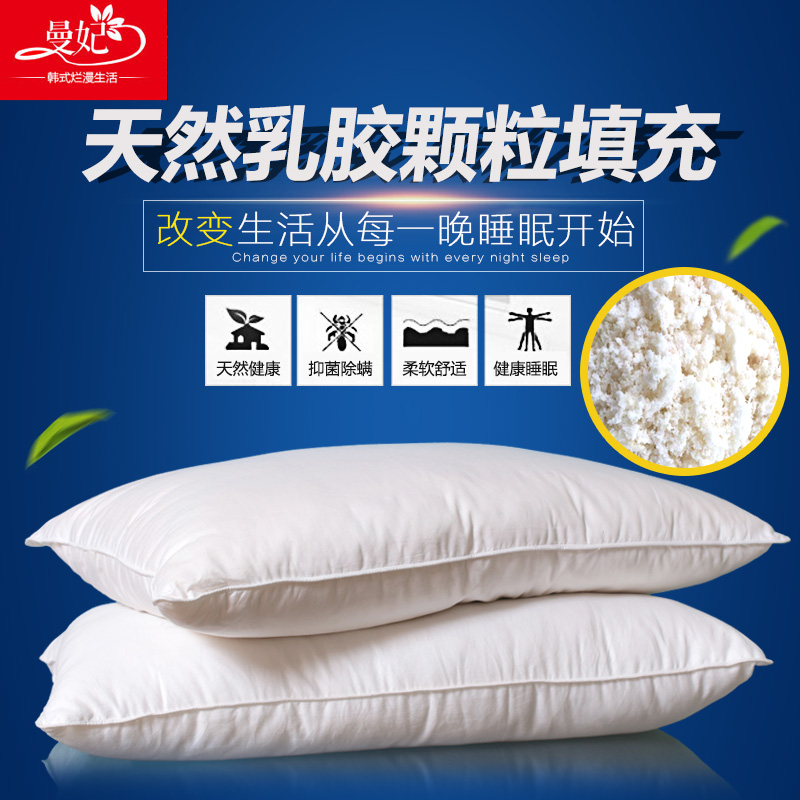 曼妃
韩式烂漫生活
天然乳胶颗粒填充
改变生活从每一晚睡眠开始
Change your life begins with every night sleep
天然健康
抑菌除螨
柔软舒适
健康睡眠